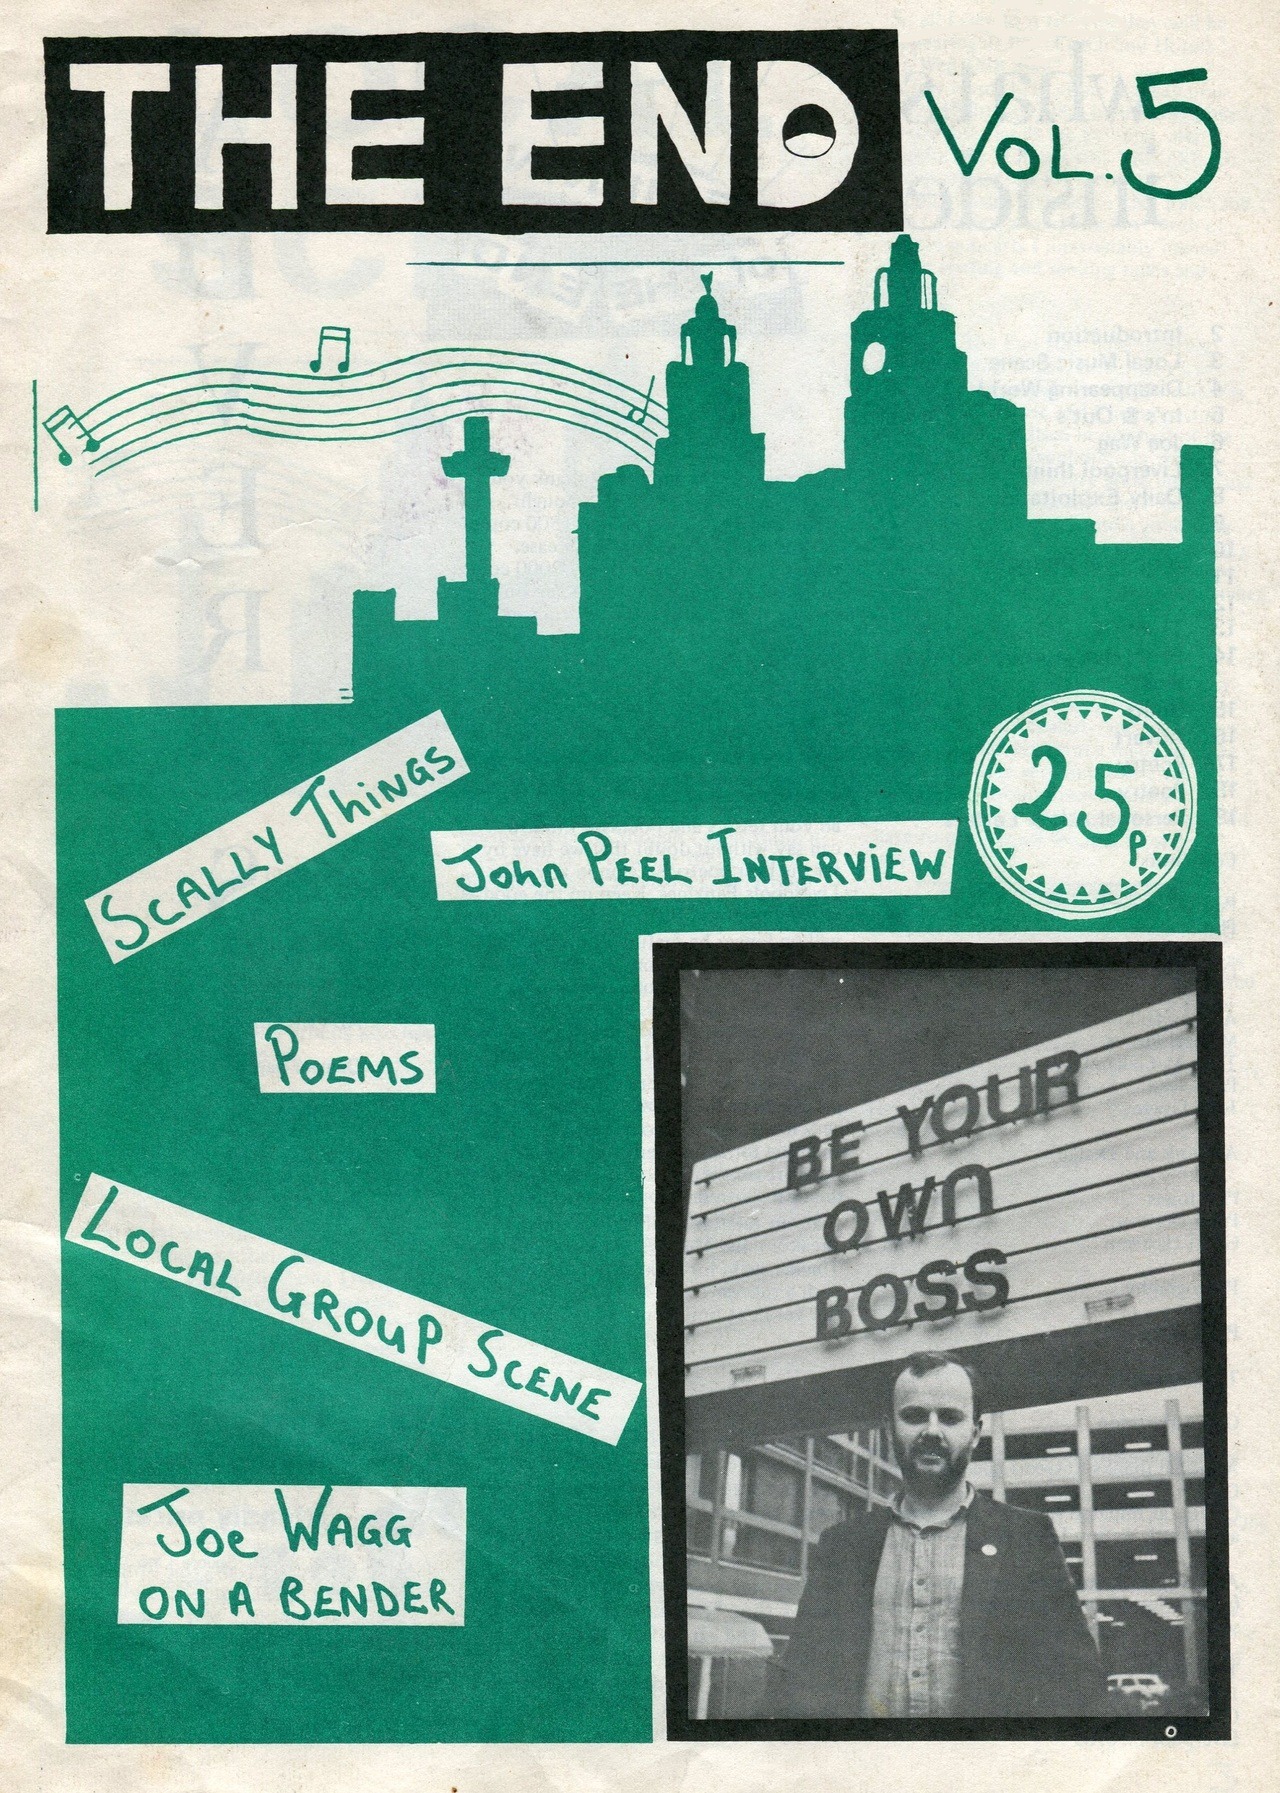 THE END
VOL. 5
SCALLY THINGS
25p
JOHN PEEL INTERVIEW
POEMS
BE YOUR
OWN
BOSS
LOCAL GROUP SCENE
JOE WAGG
ON A BENDER